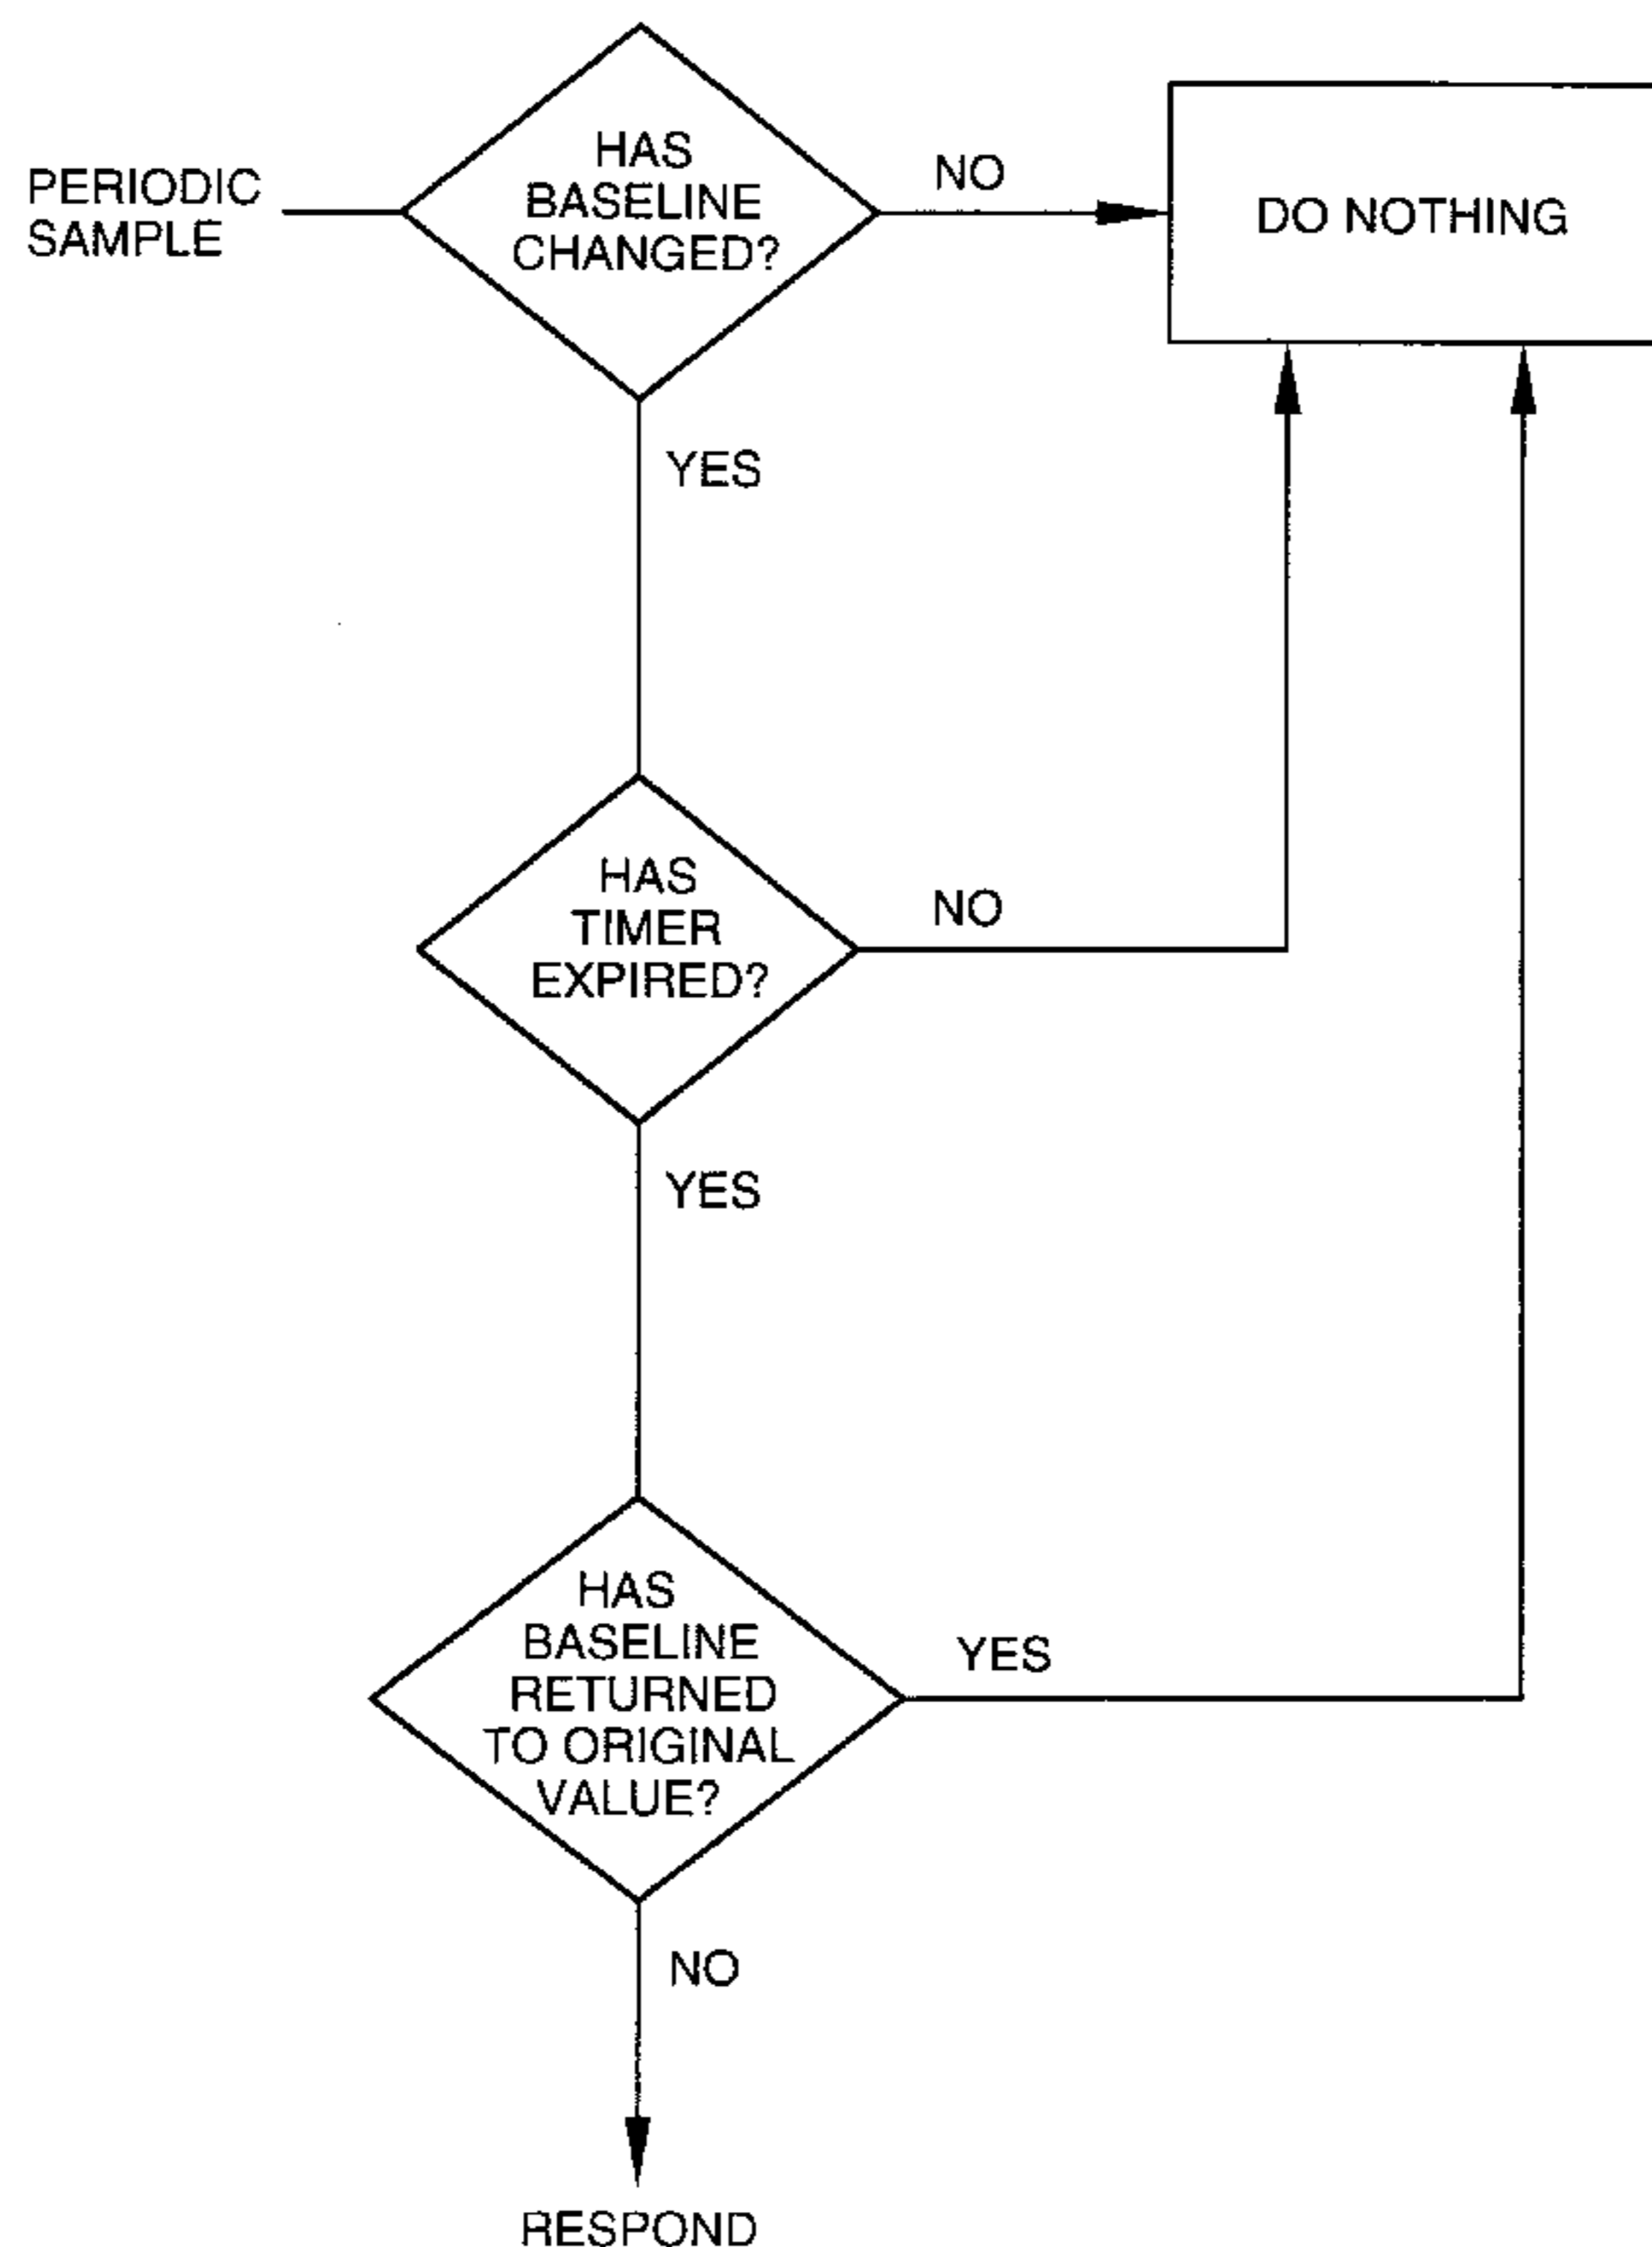 PERIODIC
SAMPLE
HAS
BASELINE
CHANGED?
NO
DO NOTHING
YES
HAS
TIMER
EXPIRED?
NO
YES
HAS
BASELINE
RETURNED
TO ORIGINAL
VALUE?
YES
NO
RESPOND